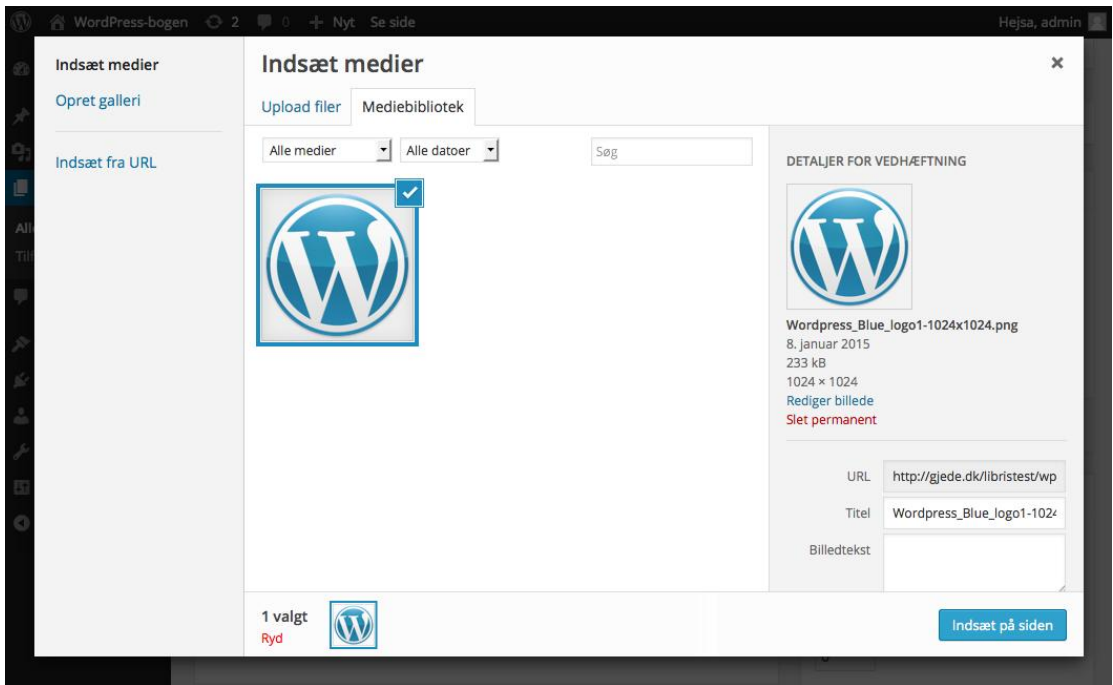 WordPress-bogen 2 0 + Nyt Se side Hejsa, admin
Indsæt medier
Opret galleri
Indsæt fra URL
Indsæt medier
Upload filer Mediebibliotek
Alle medier Alle datoer Søg
DETALJER FOR VEDHÆFTNING
Wordpress_Blue_logo1-1024x1024.png
8. januar 2015
233 kB
1024 × 1024
Rediger billede
Slet permanent
URL http://gjede.dk/libristest/wp
Titel Wordpress_Blue_logo1-1024
Billedtekst
1 valgt
Ryd
Indsæt på siden